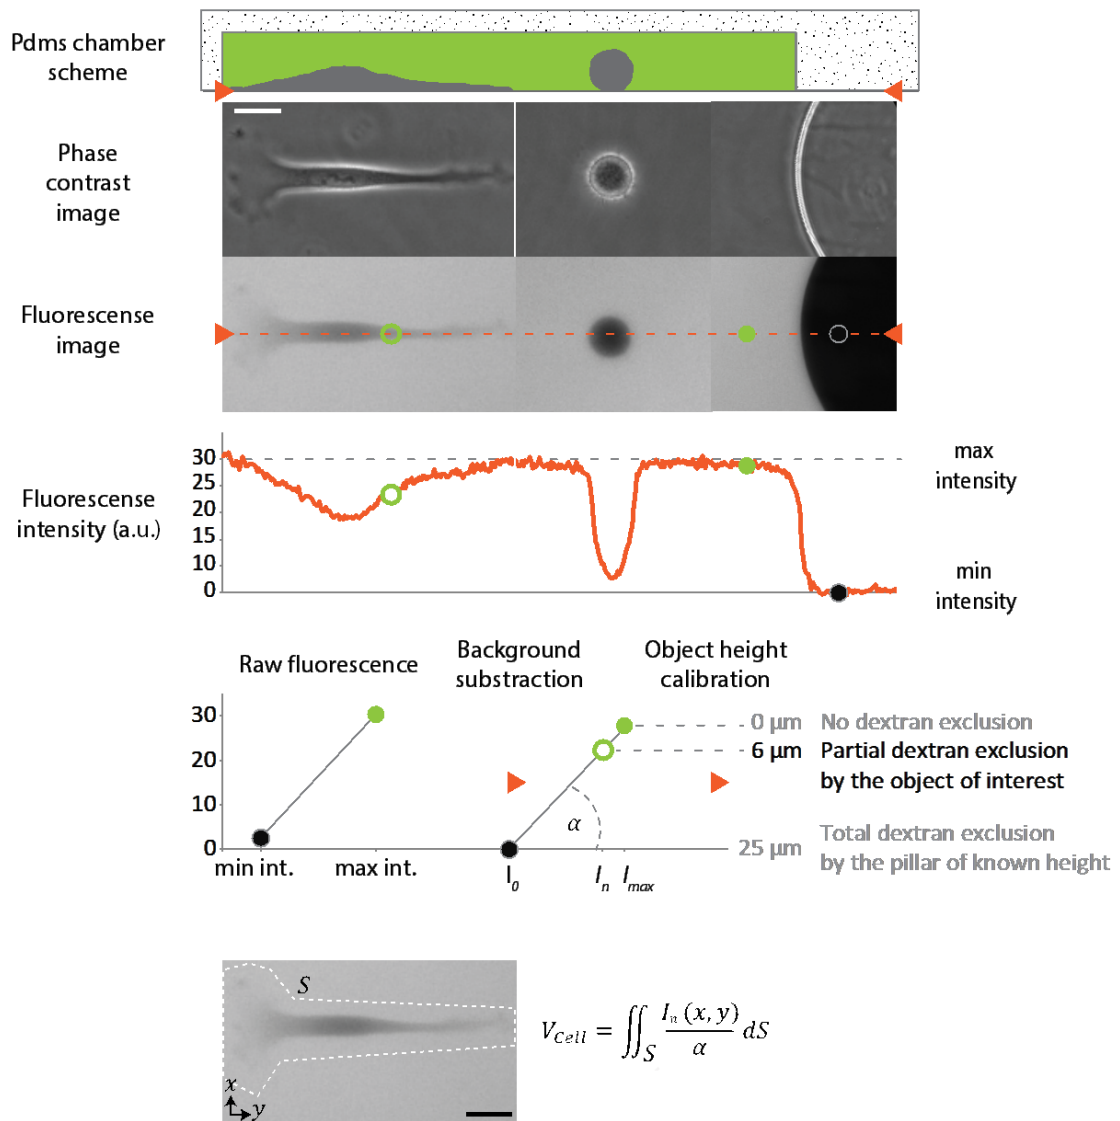 Pdms chamber
scheme
Phase
contrast
image
Fluorescense
image
Fluorescense
intensity (a.u.)
30
25
20
15
10
0
max
intensity
min
intensity
Raw fluorescence
Background
substraction
Object height
calibration
30
20
10
0
min int.
max int.
α
I0
In
Imax
0 µm No dextran exclusion
6 µm Partial dextran exclusion
by the object of interest
25 µm Total dextran exclusion
by the pillar of known height
S
x
y
V_Cell = ∬_S I_n (x, y) / α dS